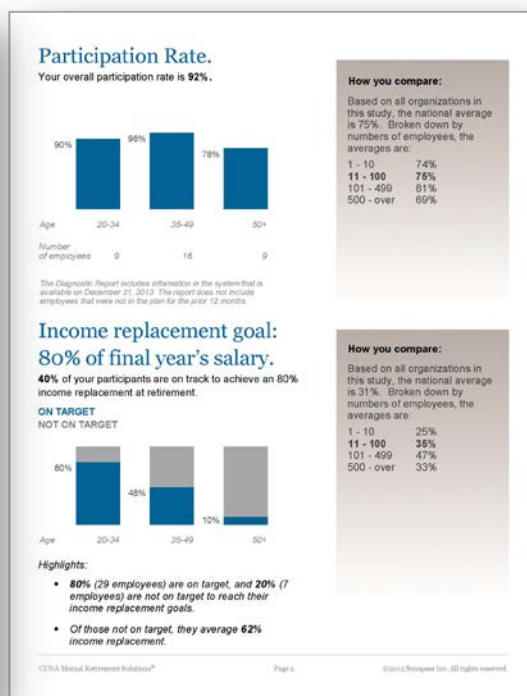 Participation Rate.
Your overall participation rate is 92%.
90%
98%
78%
Age 20-34 35-49 50+
Number
of employees 9 16 9
The Diagnostic Report includes information in the system that is
available on December 31, 2013. The report does not include
employees that were not in the plan for the prior 12 months.
How you compare:
Based on all organizations in
this study, the national average
is 75%. Broken down by
numbers of employees, the
averages are:
1 - 10 74%
11 - 100 75%
101 - 499 81%
500 - over 69%
Income replacement goal:
80% of final year's salary.
40% of your participants are on track to achieve an 80%
income replacement at retirement.
ON TARGET
NOT ON TARGET
80%
48%
10%
Age 20-34 35-49 50+
Highlights:
• 80% (29 employees) are on target, and 20% (7
employees) are not on target to reach their
income replacement goals.
• Of those not on target, they average 62%
income replacement.
How you compare:
Based on all organizations in
this study, the national average
is 31%. Broken down by
numbers of employees, the
averages are:
1 - 10 25%
11 - 100 35%
101 - 499 47%
500 - over 33%
CUNA Mutual Retirement Solutions® Page 2 Synapse Inc. All rights reserved.